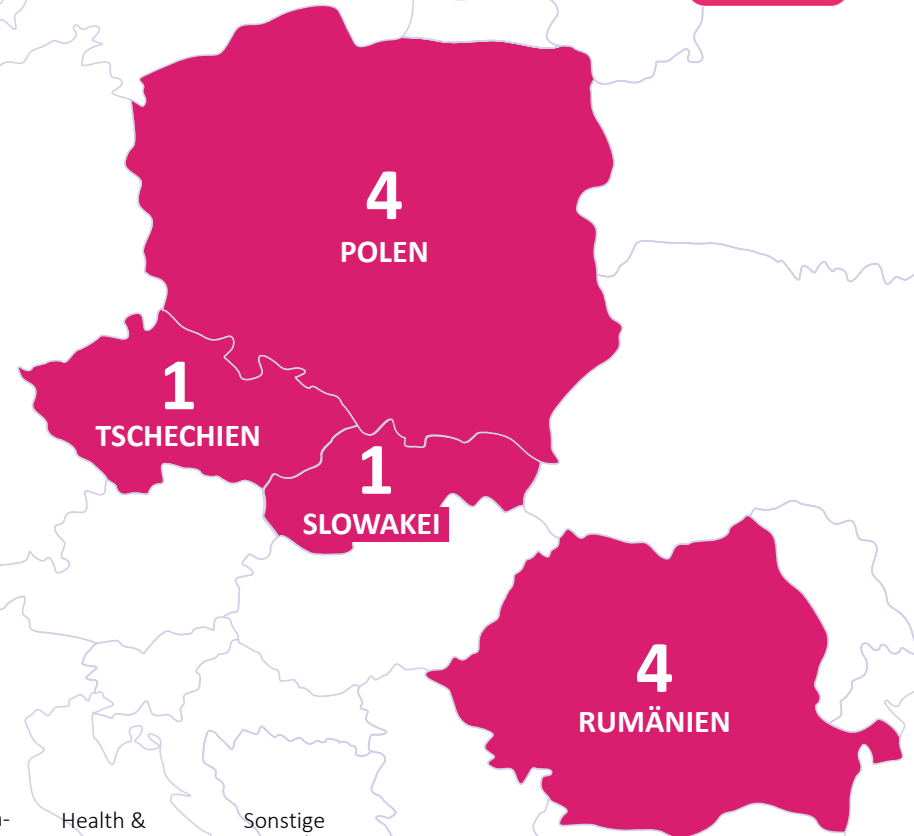 4
POLEN
1
TSCHECHIEN
1
SLOWAKEI
4
RUMÄNIEN
Health &
Sonstige